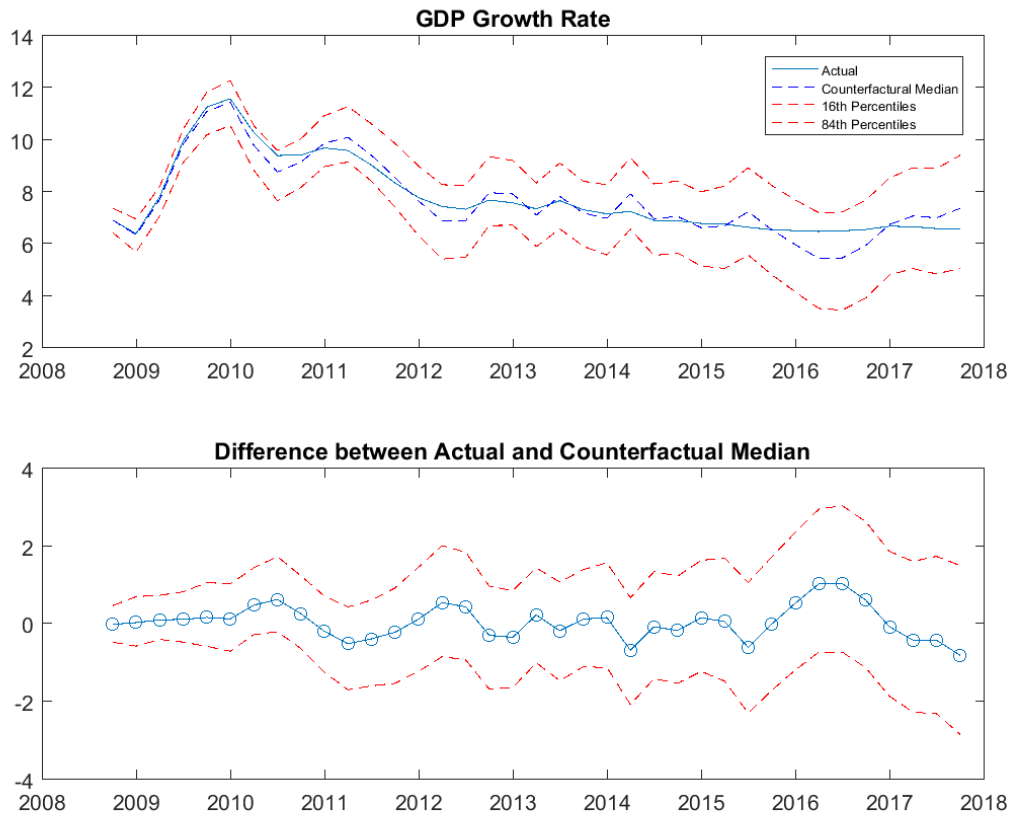 GDP Growth Rate
14
12
10
8
6
4
2
Actual
Counterfactural Median
16th Percentiles
84th Percentiles
2008 2009 2010 2011 2012 2013 2014 2015 2016 2017 2018
Difference between Actual and Counterfactual Median
4
2
0
-2
-4
2008 2009 2010 2011 2012 2013 2014 2015 2016 2017 2018